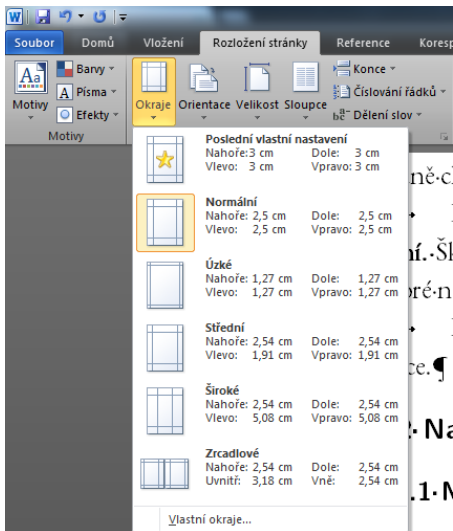 Soubor Domů Vložení Rozložení stránky Reference Koresp
Aa Barvy
A Písma
Efekty
Motivy
Motivy
Okraje Orientace Velikost Sloupce
Konce
Číslování řádků
Dělení slov
Poslední vlastní nastavení
Nahoře: 3 cm Dole: 3 cm
Vlevo: 3 cm Vpravo: 3 cm
Normální
Nahoře: 2,5 cm Dole: 2,5 cm
Vlevo: 2,5 cm Vpravo: 2,5 cm
Úzké
Nahoře: 1,27 cm Dole: 1,27 cm
Vlevo: 1,27 cm Vpravo: 1,27 cm
Střední
Nahoře: 2,54 cm Dole: 2,54 cm
Vlevo: 1,91 cm Vpravo: 1,91 cm
Široké
Nahoře: 2,54 cm Dole: 2,54 cm
Vlevo: 5,08 cm Vpravo: 5,08 cm
Zrcadlové
Nahoře: 2,54 cm Dole: 2,54 cm
Uvnitř: 3,18 cm Vně: 2,54 cm
Vlastní okraje...